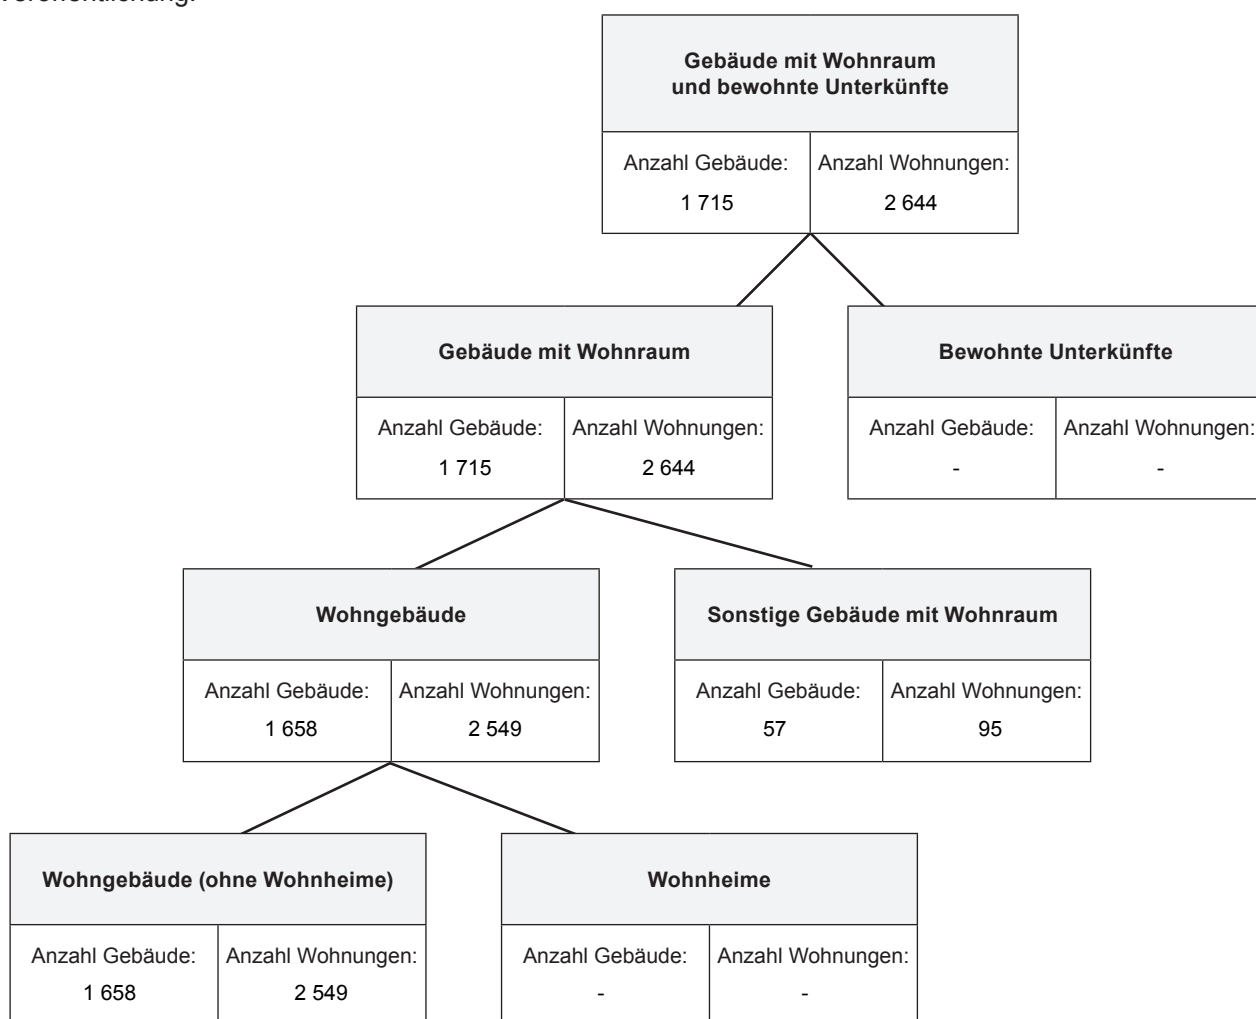 Veröffentlichung.
Gebäude mit Wohnraum
und bewohnte Unterkünfte
Anzahl Gebäude: Anzahl Wohnungen:
1 715 2 644
Gebäude mit Wohnraum Bewohnte Unterkünfte
Anzahl Gebäude: Anzahl Wohnungen: Anzahl Gebäude: Anzahl Wohnungen:
1 715 2 644 - -
Wohngebäude Sonstige Gebäude mit Wohnraum
Anzahl Gebäude: Anzahl Wohnungen: Anzahl Gebäude: Anzahl Wohnungen:
1 658 2 549 57 95
Wohngebäude (ohne Wohnheime) Wohnheime
Anzahl Gebäude: Anzahl Wohnungen: Anzahl Gebäude: Anzahl Wohnungen:
1 658 2 549 - -